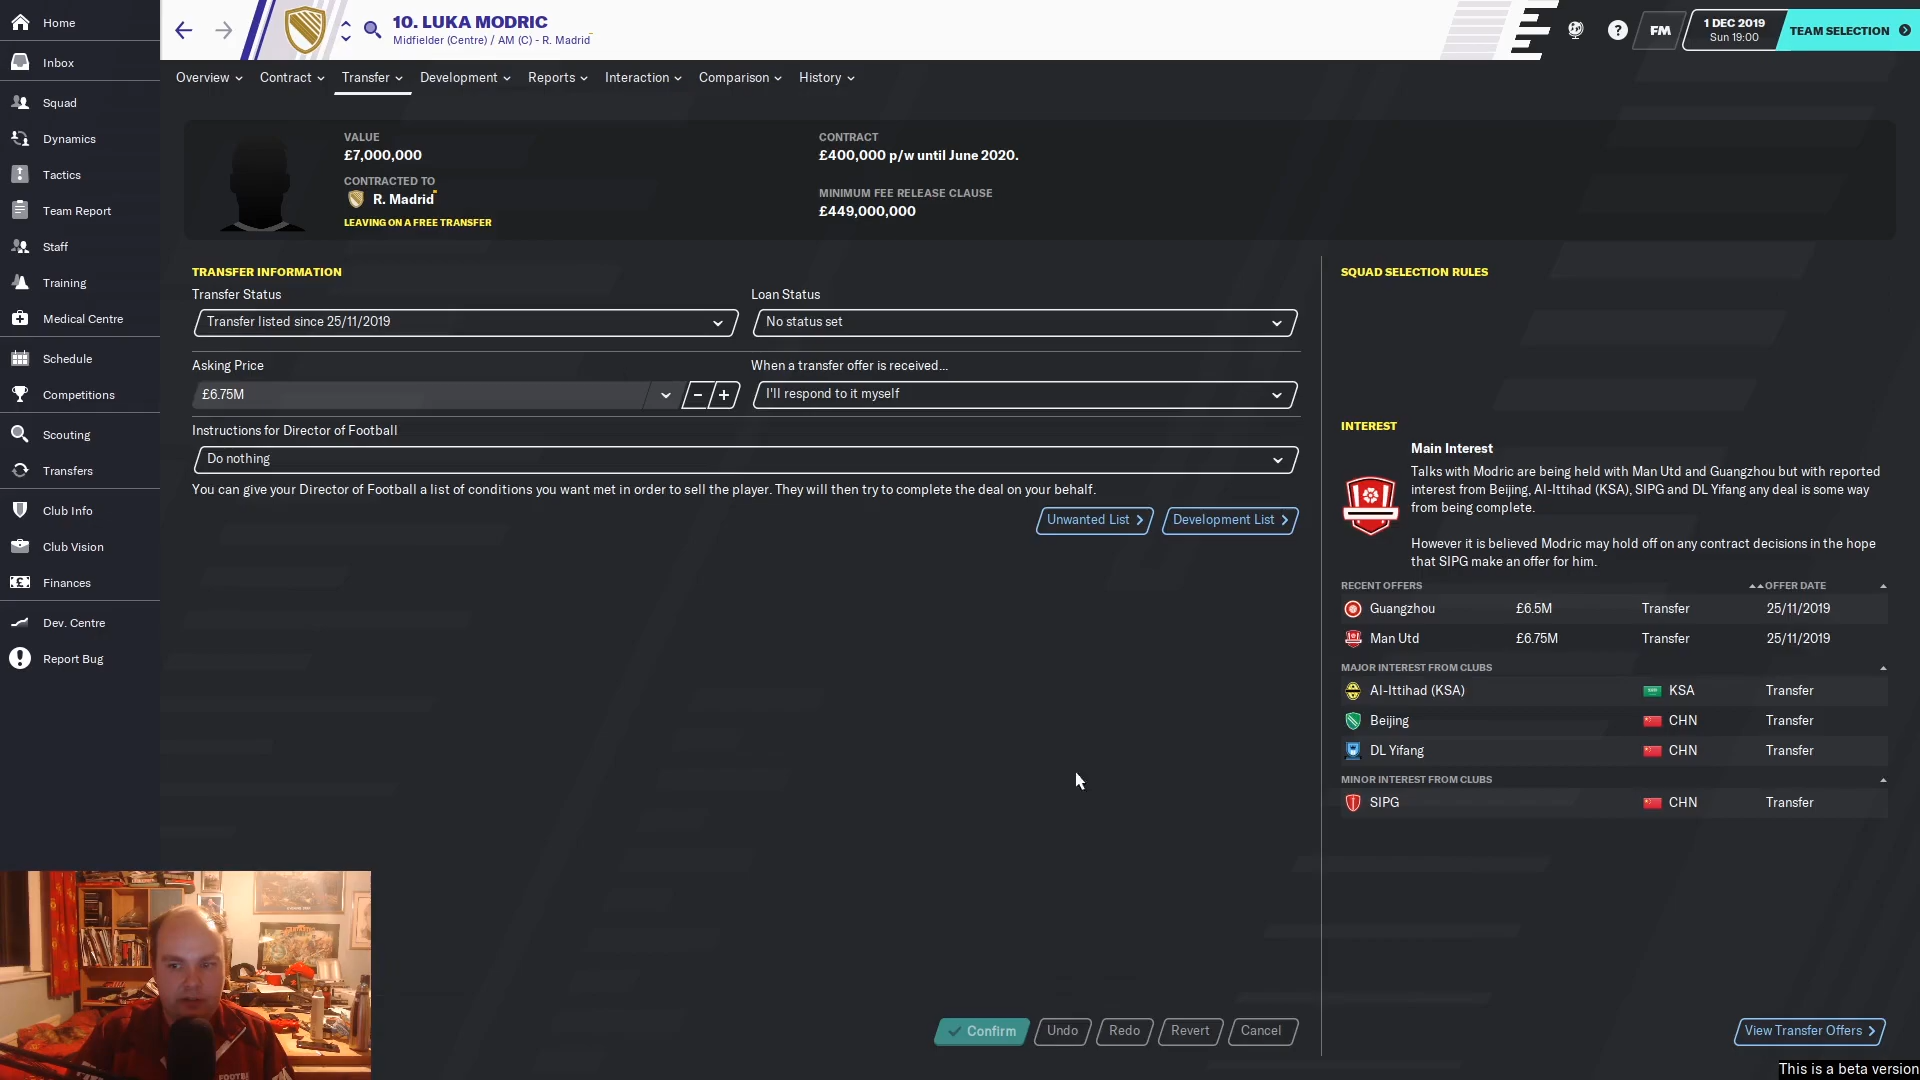 Home
Inbox
Squad
Dynamics
Tactics
Team Report
Staff
Training
Medical Centre
Schedule
Competitions
Scouting
Transfers
Club Info
Club Vision
Finances
Dev. Centre
Report Bug
10. LUKA MODRIC
Midfielder (Centre) / AM (C) - R. Madrid
?
FM
1 DEC 2019
Sun 19:00
TEAM SELECTION
Overview Contract Transfer Development Reports Interaction Comparison History
VALUE
£7,000,000
CONTRACTED TO
R. Madrid
LEAVING ON A FREE TRANSFER
CONTRACT
£400,000 p/w until June 2020.
MINIMUM FEE RELEASE CLAUSE
£449,000,000
TRANSFER INFORMATION
Transfer Status
Transfer listed since 25/11/2019
Loan Status
No status set
Asking Price
£6.75M
- +
When a transfer offer is received...
I'll respond to it myself
Instructions for Director of Football
Do nothing
You can give your Director of Football a list of conditions you want met in order to sell the player. They will then try to complete the deal on your behalf.
Unwanted List Development List
SQUAD SELECTION RULES
INTEREST
Main Interest
Talks with Modric are being held with Man Utd and Guangzhou but with reported
interest from Beijing, Al-Ittihad (KSA), SIPG and DL Yifang any deal is some way
from being complete.
However it is believed Modric may hold off on any contract decisions in the hope
that SIPG make an offer for him.
RECENT OFFERS OFFER DATE
Guangzhou £6.5M Transfer 25/11/2019
Man Utd £6.75M Transfer 25/11/2019
MAJOR INTEREST FROM CLUBS
Al-Ittihad (KSA) KSA Transfer
Beijing CHN Transfer
DL Yifang CHN Transfer
MINOR INTEREST FROM CLUBS
SIPG CHN Transfer
Confirm Undo Redo Revert Cancel
View Transfer Offers
This is a beta version